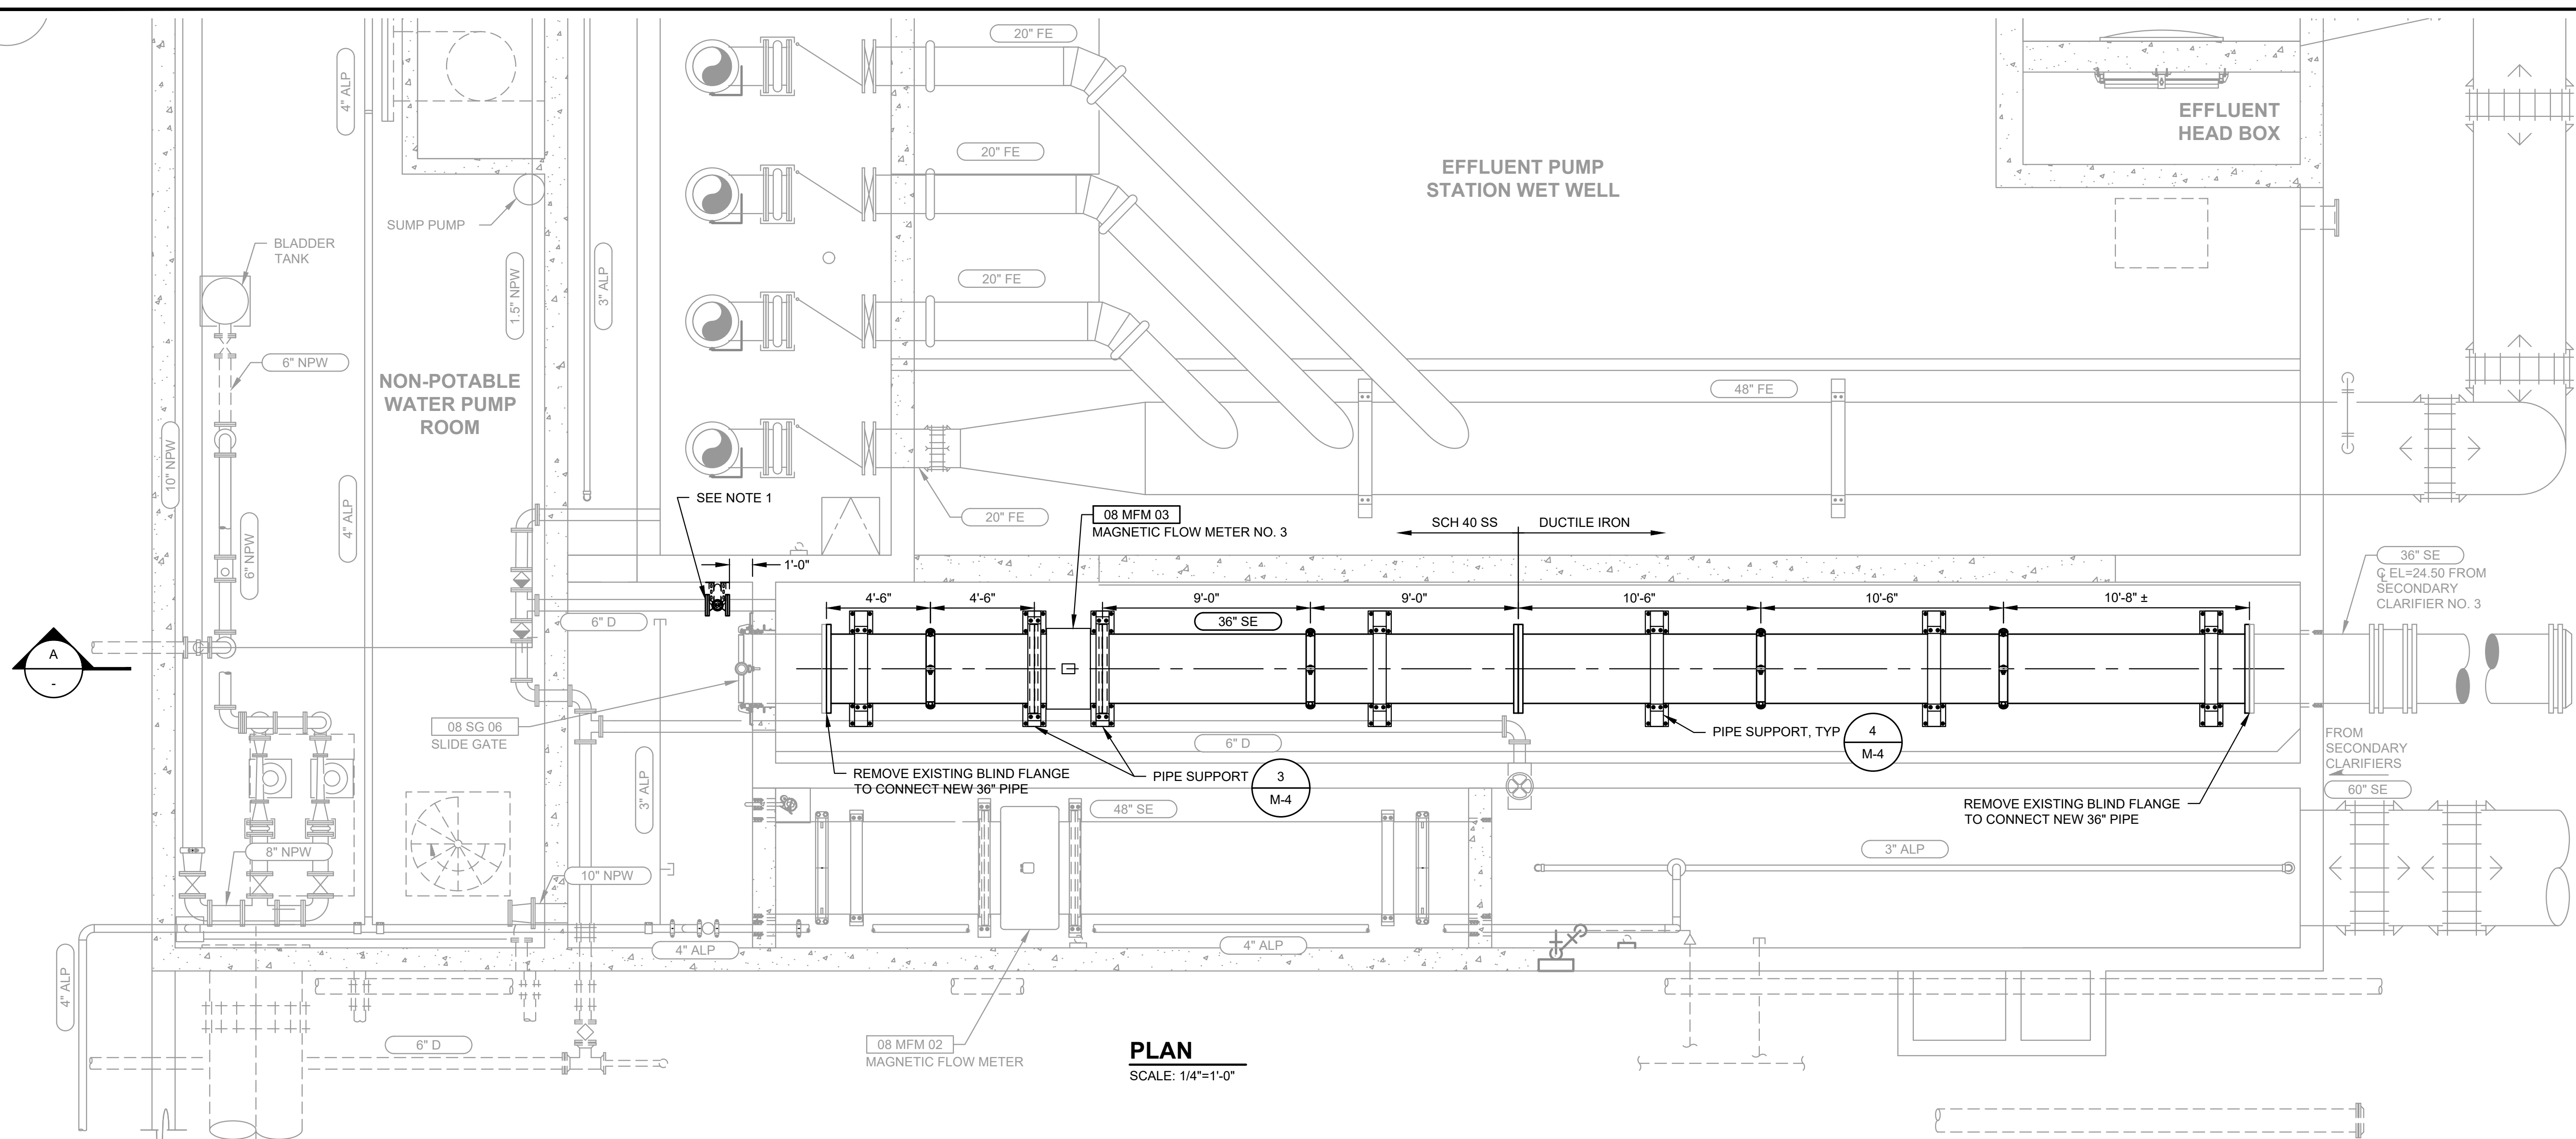 20" FE
4" ALP
EFFLUENT
HEAD BOX
20" FE
EFFLUENT PUMP
STATION WET WELL
SUMP PUMP
BLADDER
TANK
1.5" NPW
3" ALP
20" FE
6" NPW
NON-POTABLE
WATER PUMP
ROOM
48" FE
10" NPW
4" ALP
6" NPW
SEE NOTE 1
20" FE
08 MFM 03
MAGNETIC FLOW METER NO. 3
SCH 40 SS
DUCTILE IRON
1'-0"
36" SE
℄ EL=24.50 FROM
SECONDARY
CLARIFIER NO. 3
4'-6"
4'-6"
9'-0"
9'-0"
10'-6"
10'-6"
10'-8" ±
6" D
36" SE
A
-
08 SG 06
SLIDE GATE
6" D
PIPE SUPPORT, TYP
4
M-4
FROM
SECONDARY
CLARIFIERS
60" SE
3" ALP
REMOVE EXISTING BLIND FLANGE
TO CONNECT NEW 36" PIPE
PIPE SUPPORT
3
M-4
REMOVE EXISTING BLIND FLANGE
TO CONNECT NEW 36" PIPE
48" SE
8" NPW
10" NPW
3" ALP
4" ALP
4" ALP
4" ALP
6" D
08 MFM 02
MAGNETIC FLOW METER
PLAN
SCALE: 1/4"=1'-0"